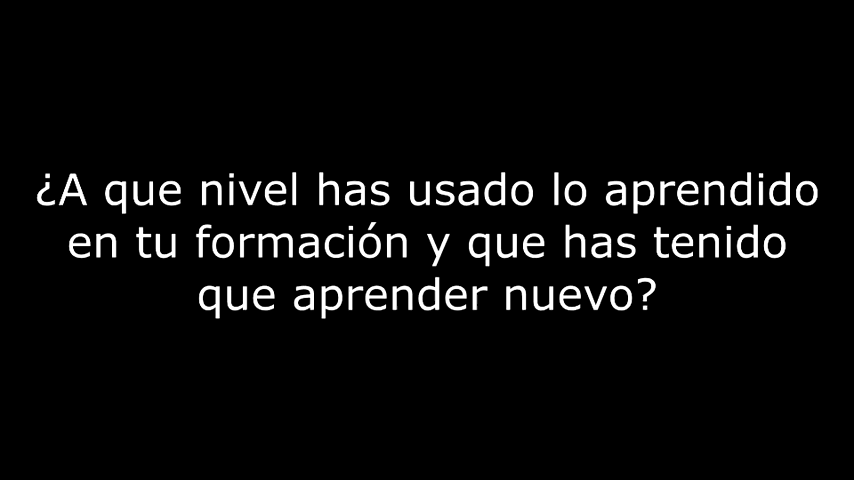 ¿A que nivel has usado lo aprendido
en tu formación y que has tenido
que aprender nuevo?